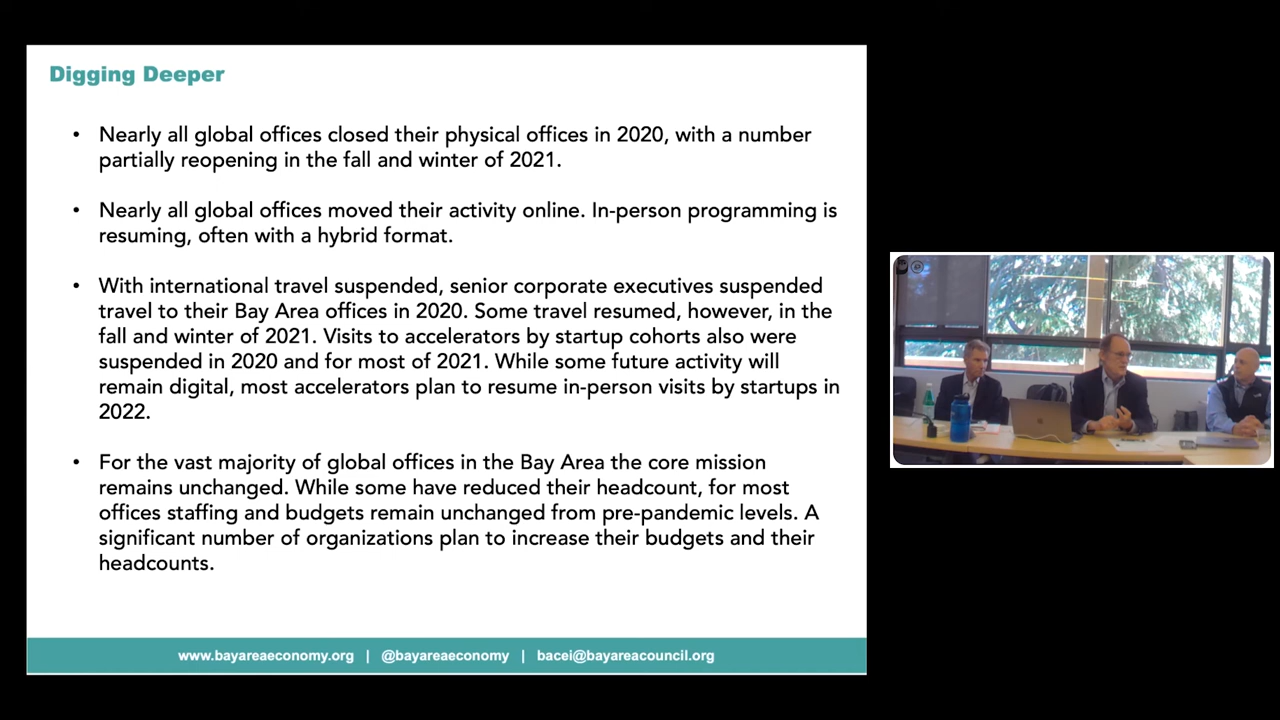 Digging Deeper
• Nearly all global offices closed their physical offices in 2020, with a number
partially reopening in the fall and winter of 2021.
• Nearly all global offices moved their activity online. In-person programming is
resuming, often with a hybrid format.
• With international travel suspended, senior corporate executives suspended
travel to their Bay Area offices in 2020. Some travel resumed, however, in the
fall and winter of 2021. Visits to accelerators by startup cohorts also were
suspended in 2020 and for most of 2021. While some future activity will
remain digital, most accelerators plan to resume in-person visits by startups in
2022.
• For the vast majority of global offices in the Bay Area the core mission
remains unchanged. While some have reduced their headcount, for most
offices staffing and budgets remain unchanged from pre-pandemic levels. A
significant number of organizations plan to increase their budgets and their
headcounts.
www.bayareaeconomy.org | @bayareaeconomy | bacei@bayareacouncil.org